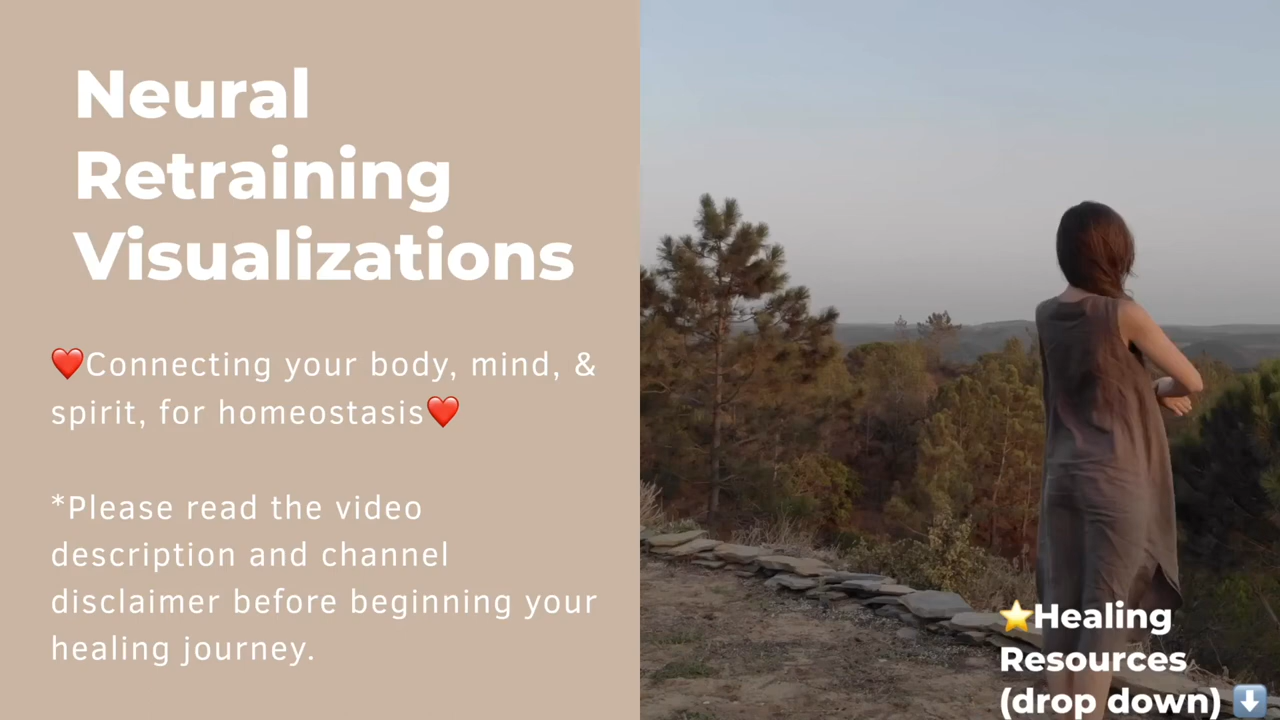 Neural
Retraining
Visualizations
❤️Connecting your body, mind, &
spirit, for homeostasis❤️
*Please read the video
description and channel
disclaimer before beginning your
healing journey.
⭐Healing
Resources
(drop down) ⬇️